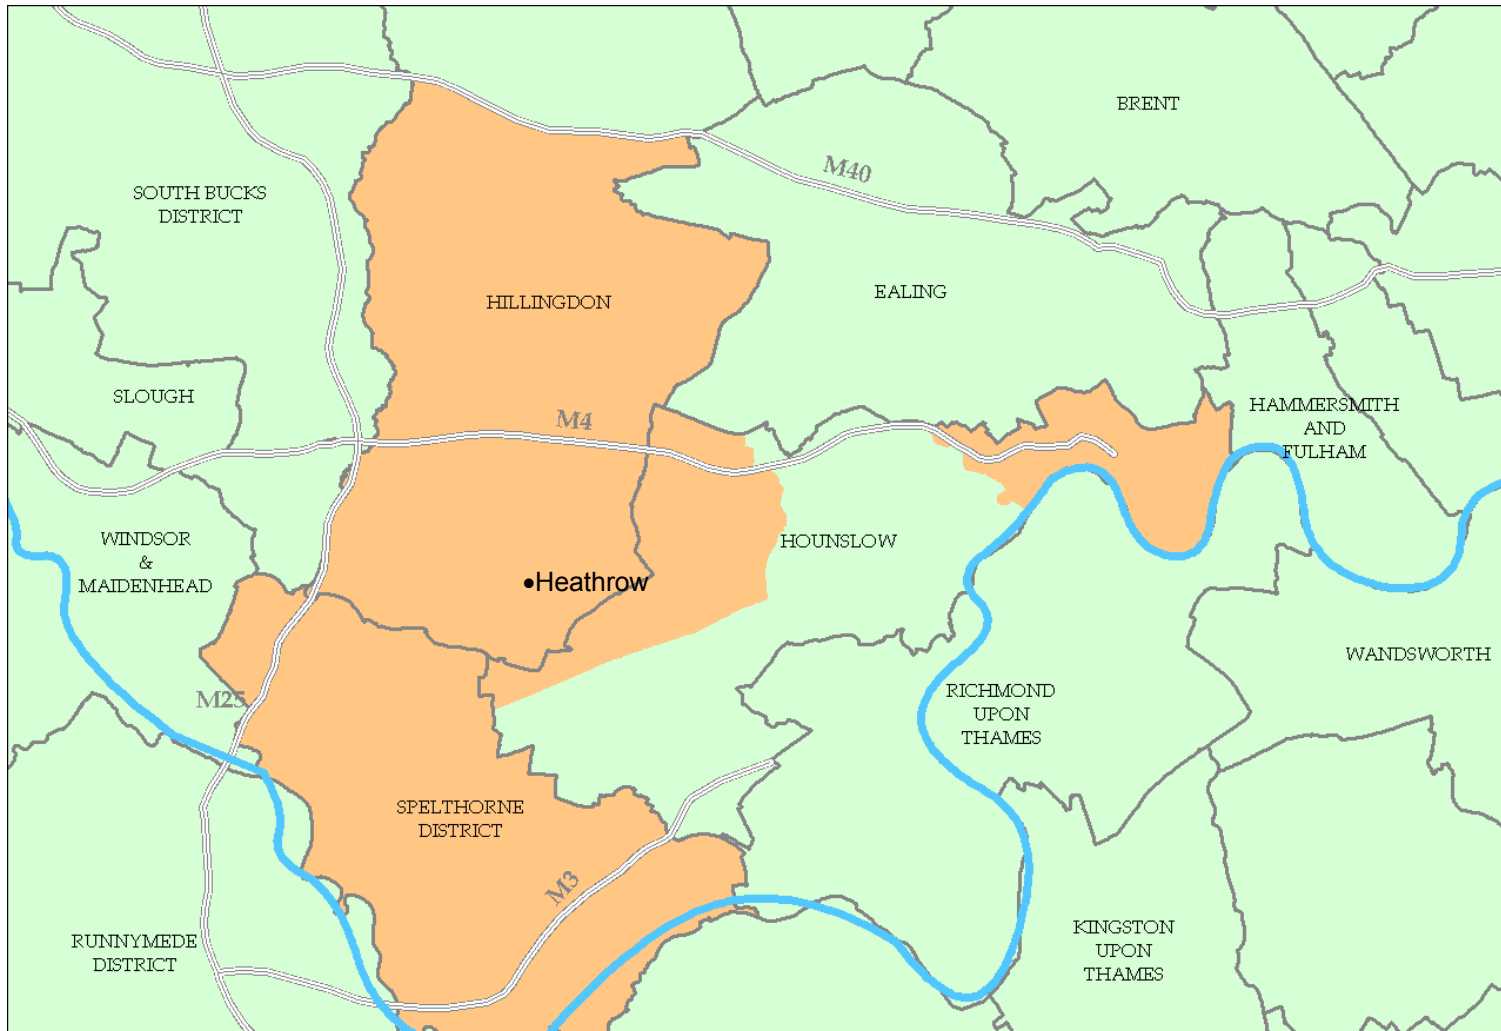 BRENT
M40
SOUTH BUCKS
DISTRICT
EALING
HILLINGDON
SLOUGH
M4
HAMMERSMITH
AND
FULHAM
WINDSOR
&
MAIDENHEAD
HOUNSLOW
•Heathrow
WANDSWORTH
M25
RICHMOND
UPON
THAMES
SPELTHORNE
DISTRICT
M3
RUNNYMEDE
DISTRICT
KINGSTON
UPON
THAMES